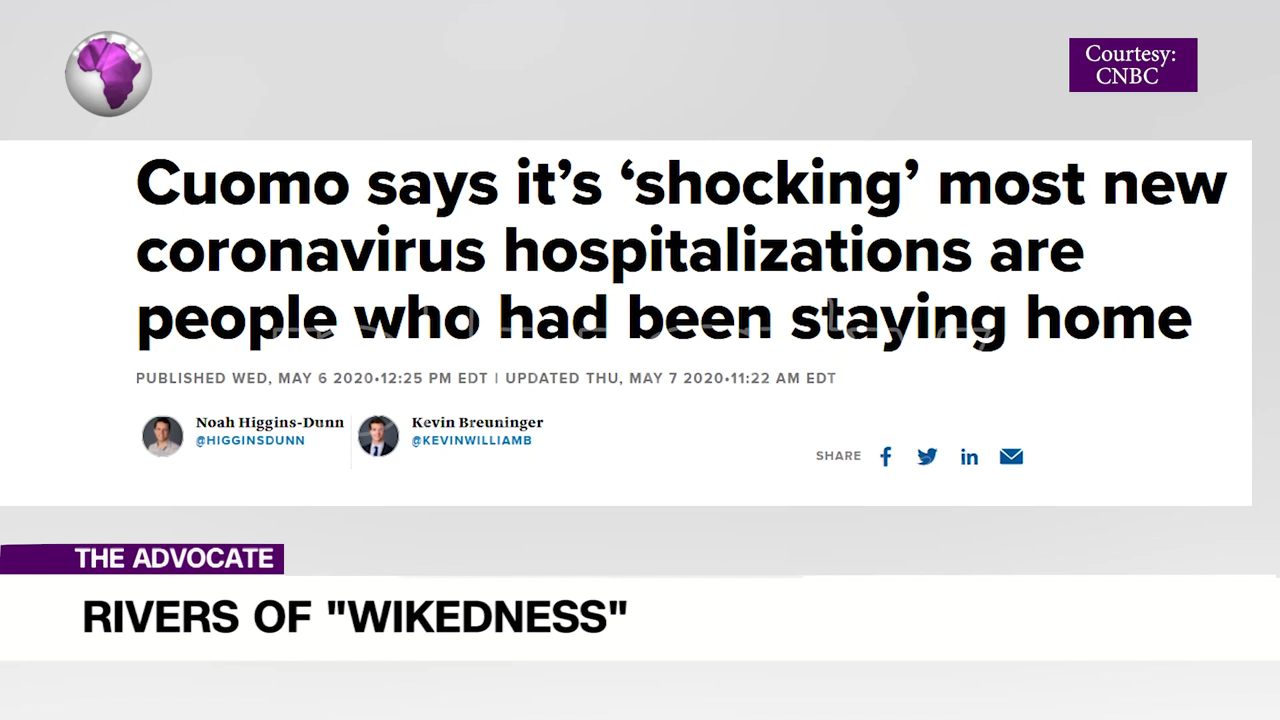 Courtesy:
CNBC
Cuomo says it's ‘shocking’ most new
coronavirus hospitalizations are
people who had been staying home
PUBLISHED WED, MAY 6 2020•12:25 PM EDT | UPDATED THU, MAY 7 2020•11:22 AM EDT
Noah Higgins-Dunn
@HIGGINSDUNN
Kevin Breuninger
@KEVINWILLIAMB
SHARE
THE ADVOCATE
RIVERS OF "WIKEDNESS"